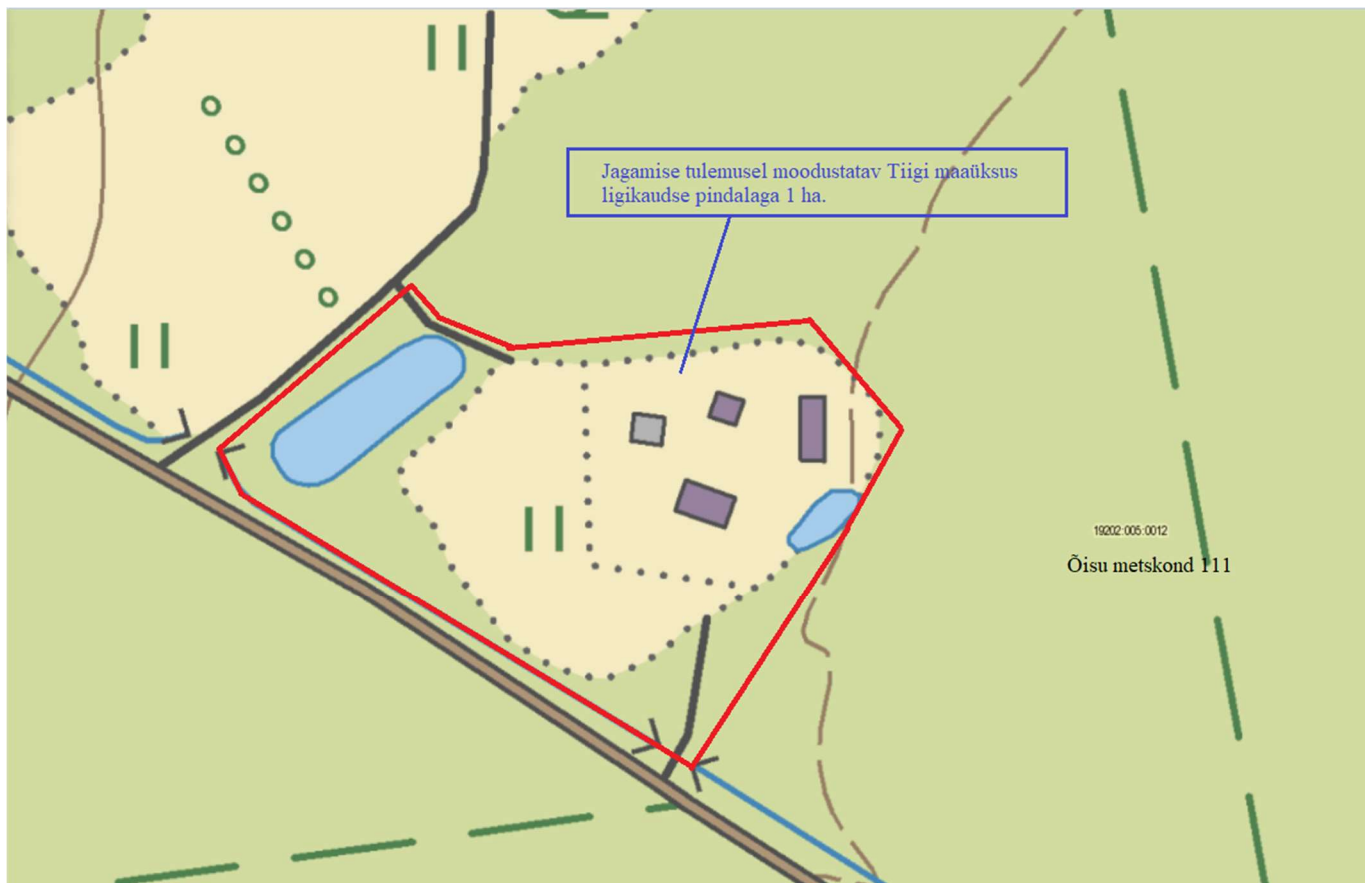 Jagamise tulemusel moodustatav Tiigi maaüksus
ligikaudse pindalaga 1 ha.
19202:005:0012
Õisu metskond 111